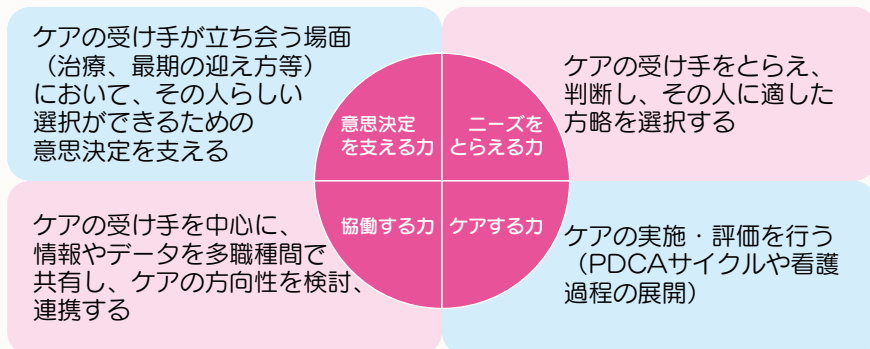 ケアの受け手が立ち会う場面
（治療、最期の迎え方等）
において、その人らしい
選択ができるための
意思決定を支える
意思決定
を支える力
ニーズを
とらえる力
ケアの受け手をとらえ、
判断し、その人に適した
方略を選択する
ケアの受け手を中心に、
情報やデータを多職種間で
共有し、ケアの方向性を検討、
連携する
協働する力
ケアする力
ケアの実施・評価を行う
（PDCAサイクルや看護
過程の展開）